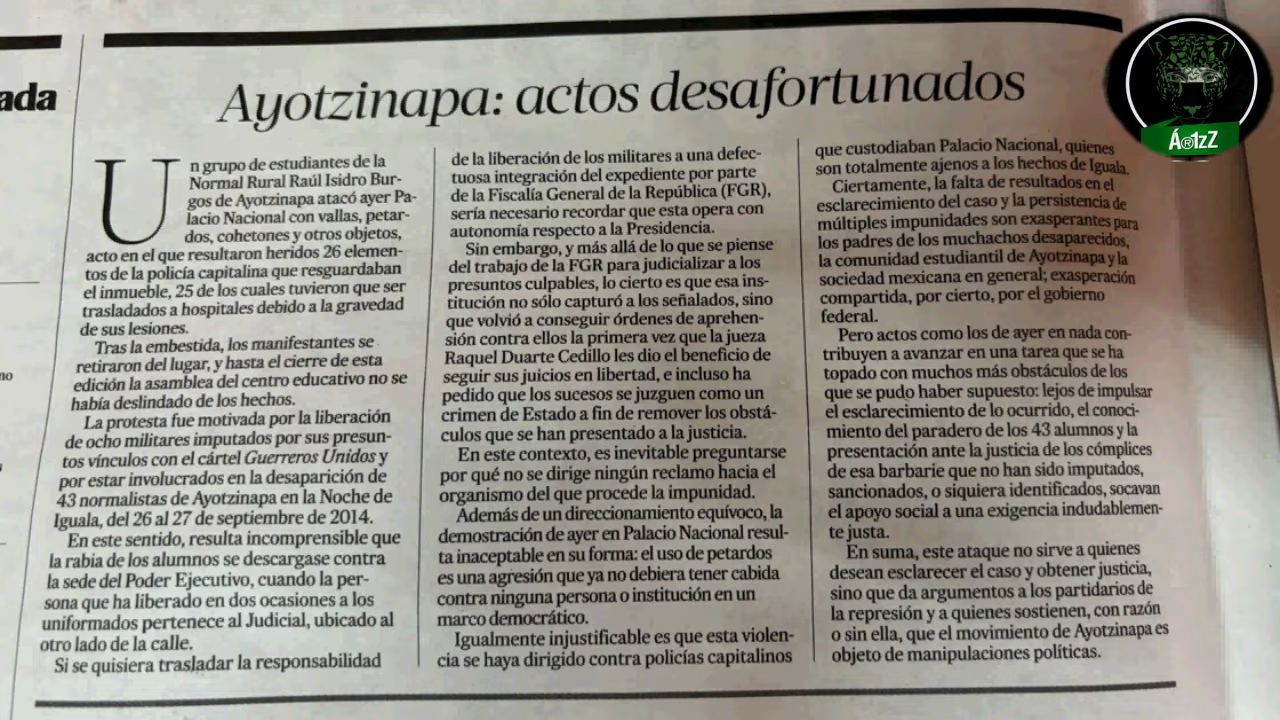 ada
Ayotzinapa: actos desafortunados
Á®1zZ
Un grupo de estudiantes de la
Normal Rural Raúl Isidro Bur-
gos de Ayotzinapa atacó ayer Pa-
lacio Nacional con vallas, petar-
dos, cohetones y otros objetos,
acto en el que resultaron heridos 26 elemen-
tos de la policía capitalina que resguardaban
el inmueble, 25 de los cuales tuvieron que ser
trasladados a hospitales debido a la gravedad
de sus lesiones.
Tras la embestida, los manifestantes se
retiraron del lugar, y hasta el cierre de esta
edición la asamblea del centro educativo no se
había deslindado de los hechos.
La protesta fue motivada por la liberación
de ocho militares imputados por sus presun-
tos vínculos con el cártel Guerreros Unidos y
por estar involucrados en la desaparición de
43 normalistas de Ayotzinapa en la Noche de
Iguala, del 26 al 27 de septiembre de 2014.
En este sentido, resulta incomprensible que
la rabia de los alumnos se descargase contra
la sede del Poder Ejecutivo, cuando la per-
sona que ha liberado en dos ocasiones a los
uniformados pertenece al Judicial, ubicado al
otro lado de la calle.
Si se quisiera trasladar la responsabilidad
de la liberación de los militares a una defec-
tuosa integración del expediente por parte
de la Fiscalía General de la República (FGR),
sería necesario recordar que esta opera con
autonomía respecto a la Presidencia.
Sin embargo, y más allá de lo que se piense
del trabajo de la FGR para judicializar a los
presuntos culpables, lo cierto es que esa ins-
titución no sólo capturó a los señalados, sino
que volvió a conseguir órdenes de aprehen-
sión contra ellos la primera vez que la jueza
Raquel Duarte Cedillo les dio el beneficio de
seguir sus juicios en libertad, e incluso ha
pedido que los sucesos se juzguen como un
crimen de Estado a fin de remover los obstá-
culos que se han presentado a la justicia.
En este contexto, es inevitable preguntarse
por qué no se dirige ningún reclamo hacia el
organismo del que procede la impunidad.
Además de un direccionamiento equívoco, la
demostración de ayer en Palacio Nacional resul-
ta inaceptable en su forma: el uso de petardos
es una agresión que ya no debiera tener cabida
contra ninguna persona o institución en un
marco democrático.
Igualmente injustificable es que esta violen-
cia se haya dirigido contra policías capitalinos
que custodiaban Palacio Nacional, quienes
son totalmente ajenos a los hechos de Iguala.
Ciertamente, la falta de resultados en el
esclarecimiento del caso y la persistencia de
múltiples impunidades son exasperantes para
los padres de los muchachos desaparecidos,
la comunidad estudiantil de Ayotzinapa y la
sociedad mexicana en general; exasperación
compartida, por cierto, por el gobierno
federal.
Pero actos como los de ayer en nada con-
tribuyen a avanzar en una tarea que se ha
topado con muchos más obstáculos de los
que se pudo haber supuesto: lejos de impulsar
el esclarecimiento de lo ocurrido, el conoci-
miento del paradero de los 43 alumnos y la
presentación ante la justicia de los cómplices
de esa barbarie que no han sido imputados,
sancionados, o siquiera identificados, socavan
el apoyo social a una exigencia indudablemen-
te justa.
En suma, este ataque no sirve a quienes
desean esclarecer el caso y obtener justicia,
sino que da argumentos a los partidarios de
la represión y a quienes sostienen, con razón
o sin ella, que el movimiento de Ayotzinapa es
objeto de manipulaciones políticas.